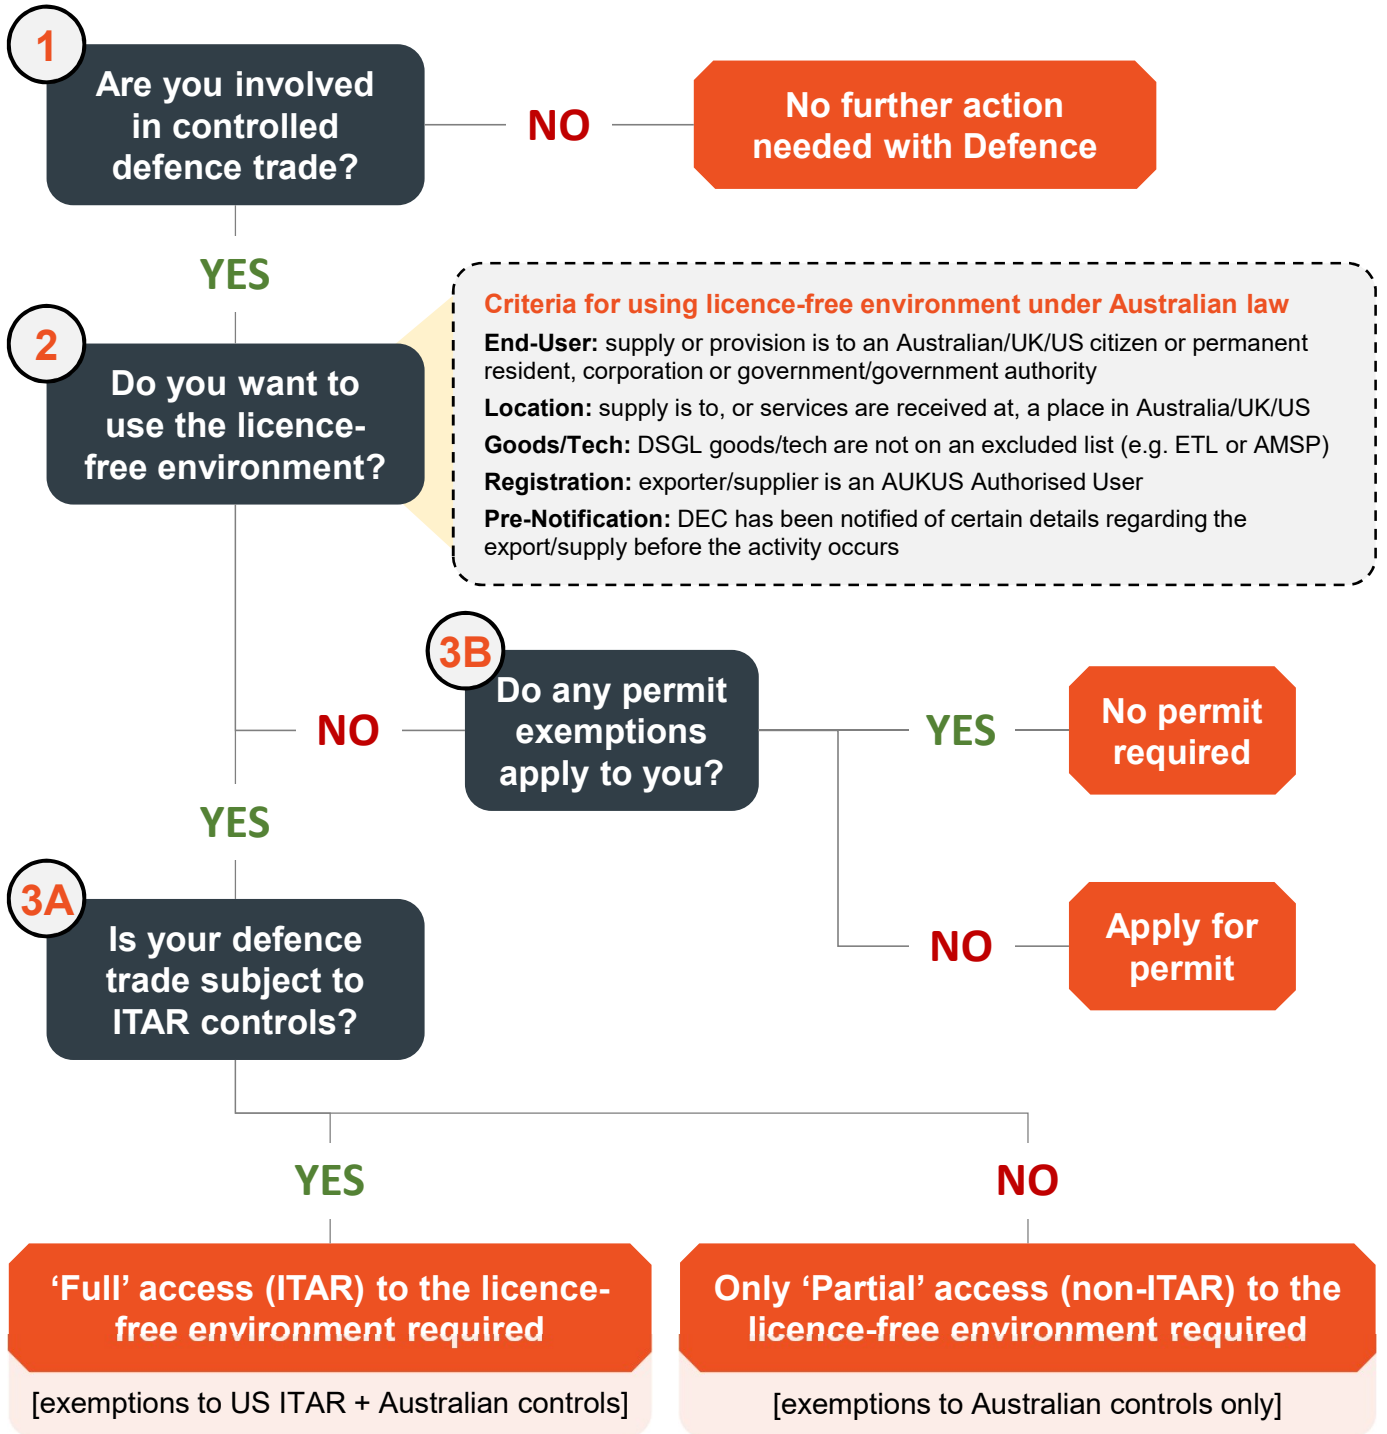 1
Are you involved
in controlled
defence trade?
NO
No further action
needed with Defence
YES
2
Do you want to
use the licence-
free environment?
Criteria for using licence-free environment under Australian law
End-User: supply or provision is to an Australian/UK/US citizen or permanent
resident, corporation or government/government authority
Location: supply is to, or services are received at, a place in Australia/UK/US
Goods/Tech: DSGL goods/tech are not on an excluded list (e.g. ETL or AMSP)
Registration: exporter/supplier is an AUKUS Authorised User
Pre-Notification: DEC has been notified of certain details regarding the
export/supply before the activity occurs
NO
3B
Do any permit
exemptions
apply to you?
YES
No permit
required
NO
Apply for
permit
YES
3A
Is your defence
trade subject to
ITAR controls?
YES
‘Full’ access (ITAR) to the licence-
free environment required
[exemptions to US ITAR + Australian controls]
NO
Only ‘Partial’ access (non-ITAR) to the
licence-free environment required
[exemptions to Australian controls only]